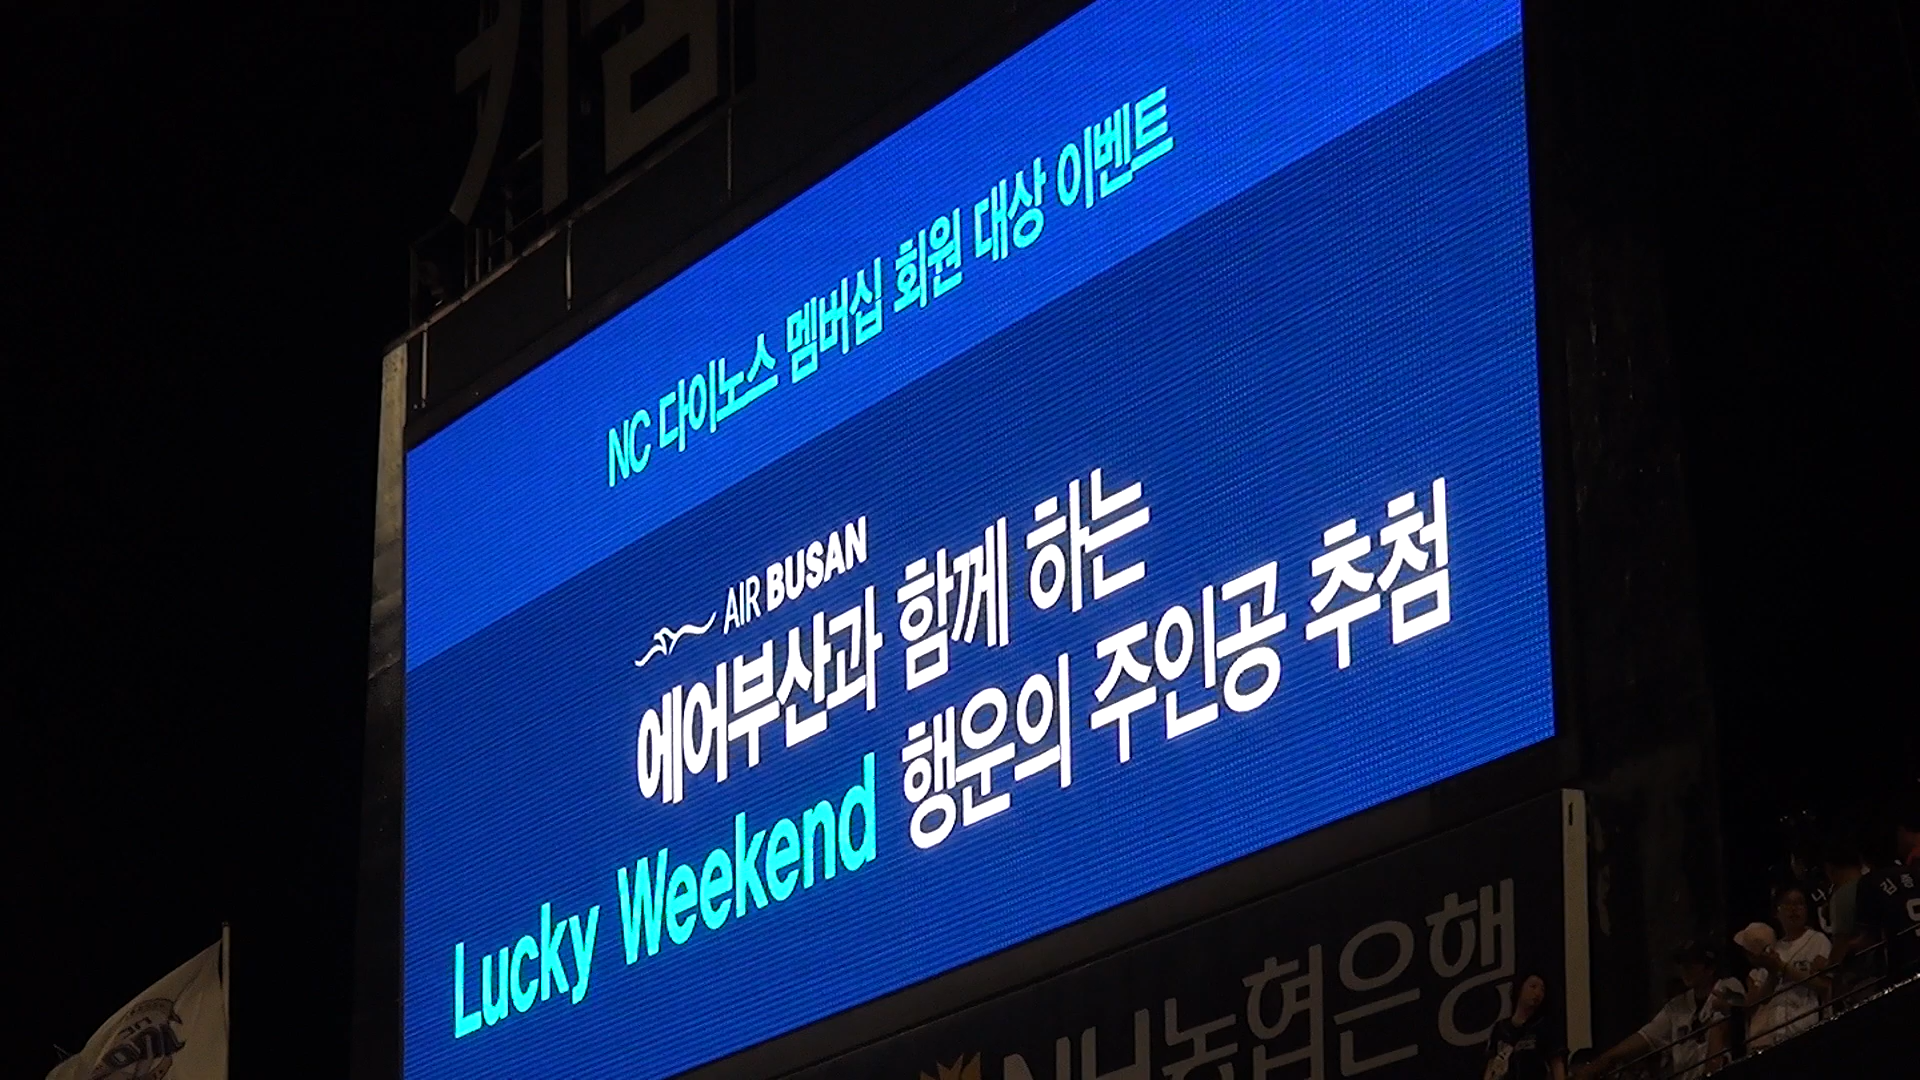 NC 다이노스 멤버십 회원 대상 이벤트
AIR BUSAN
에어부산과 함께 하는
Lucky Weekend 행운의 주인공 추첨
NH농협은행